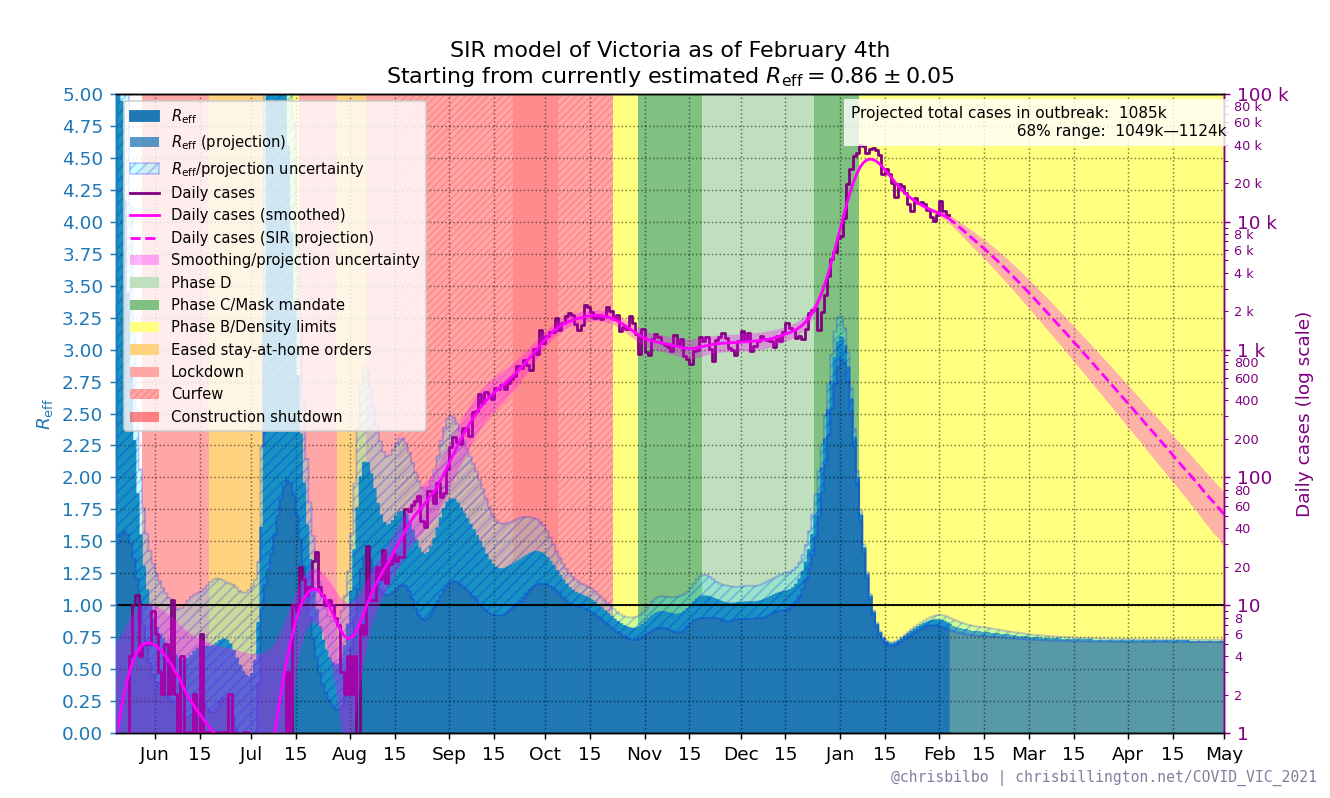 SIR model of Victoria as of February 4th
Starting from currently estimated R_eff = 0.86 ± 0.05
Projected total cases in outbreak: 1085k
68% range: 1049k—1124k
R_eff
R_eff (projection)
R_eff/projection uncertainty
Daily cases
Daily cases (smoothed)
Daily cases (SIR projection)
Smoothing/projection uncertainty
Phase D
Phase C/Mask mandate
Phase B/Density limits
Eased stay-at-home orders
Lockdown
Curfew
Construction shutdown
R_eff
5.00
4.75
4.50
4.25
4.00
3.75
3.50
3.25
3.00
2.75
2.50
2.25
2.00
1.75
1.50
1.25
1.00
0.75
0.50
0.25
0.00
Jun 15 Jul 15 Aug 15 Sep 15 Oct 15 Nov 15 Dec 15 Jan 15 Feb 15 Mar 15 Apr 15 May
100 k
80 k
60 k
40 k
20 k
10 k
8 k
6 k
4 k
2 k
1 k
800
600
400
200
100
80
60
40
20
10
8
6
4
2
1
Daily cases (log scale)
@chrisbilbo | chrisbillington.net/COVID_VIC_2021